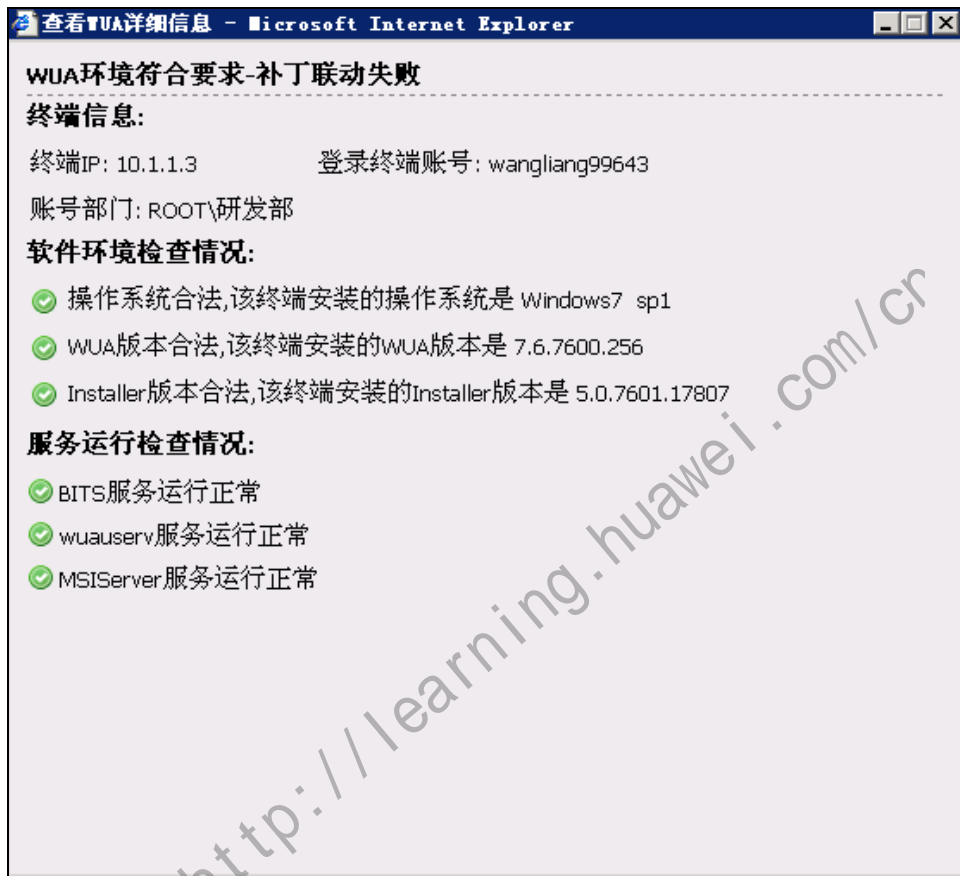 查看WUA详细信息 - Microsoft Internet Explorer
WUA环境符合要求-补丁联动失败
终端信息:
终端IP: 10.1.1.3 登录终端账号: wangliang99643
账号部门: ROOT\研发部
软件环境检查情况:
操作系统合法,该终端安装的操作系统是 Windows7 sp1
WUA版本合法,该终端安装的WUA版本是 7.6.7600.256
Installer版本合法,该终端安装的Installer版本是 5.0.7601.17807
服务运行检查情况:
BITS服务运行正常
wuauserv服务运行正常
MSIServer服务运行正常
http://learning.huawei.com/cn